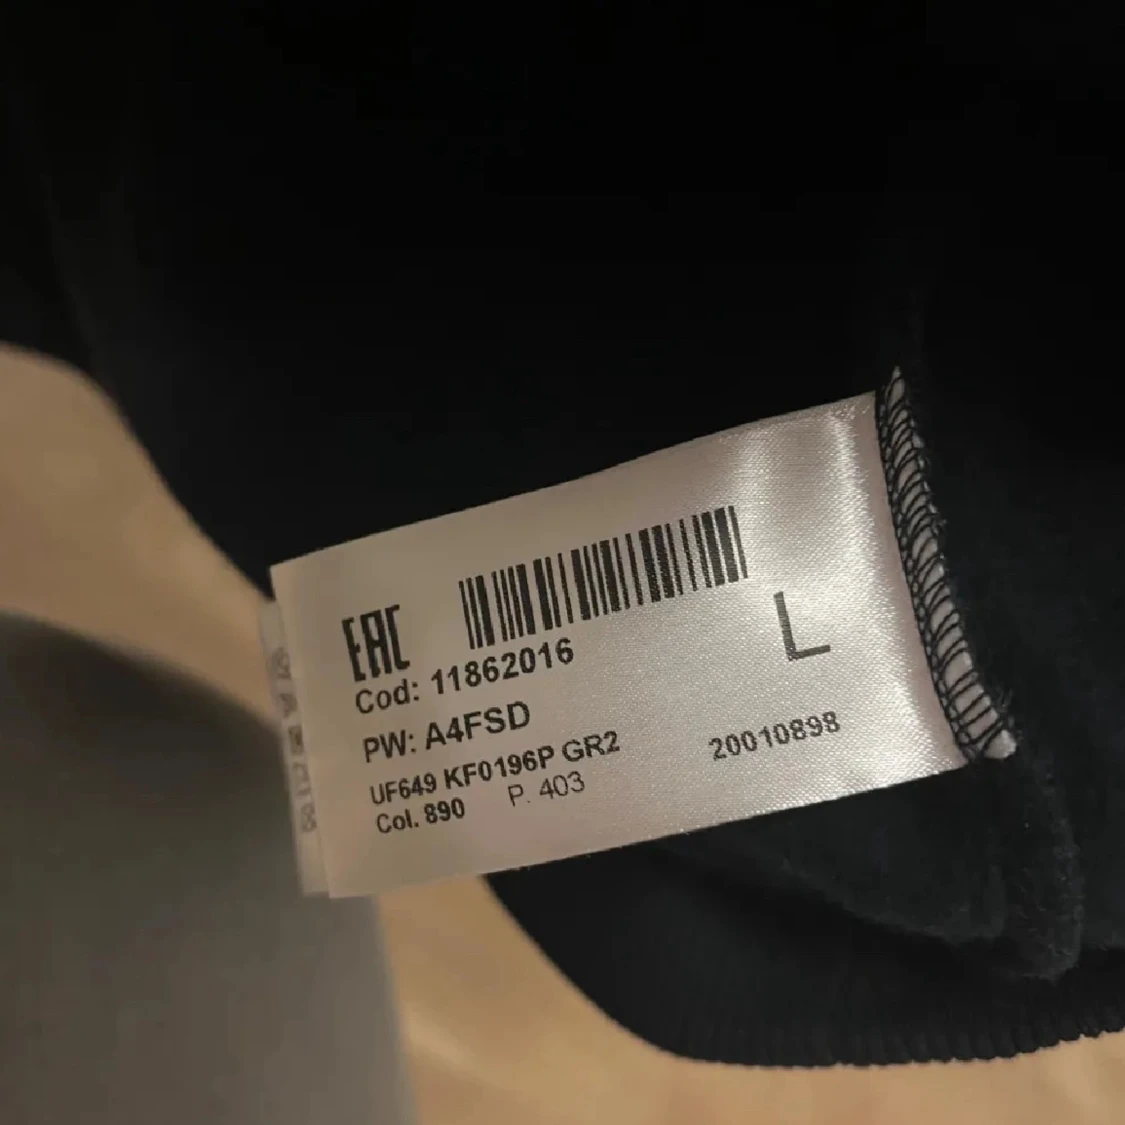 EAC
Cod: 11862016
L
PW: A4FSD
UF649 KF0196P GR2
20010898
Col. 890 P. 403